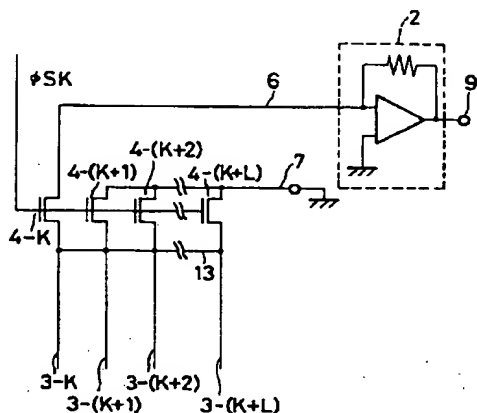 2
φSK
6
9
4-(K+2)
4-(K+1)
4-(K+L)
7
4-K
13
3-K
3-(K+2)
3-(K+1)
3-(K+L)